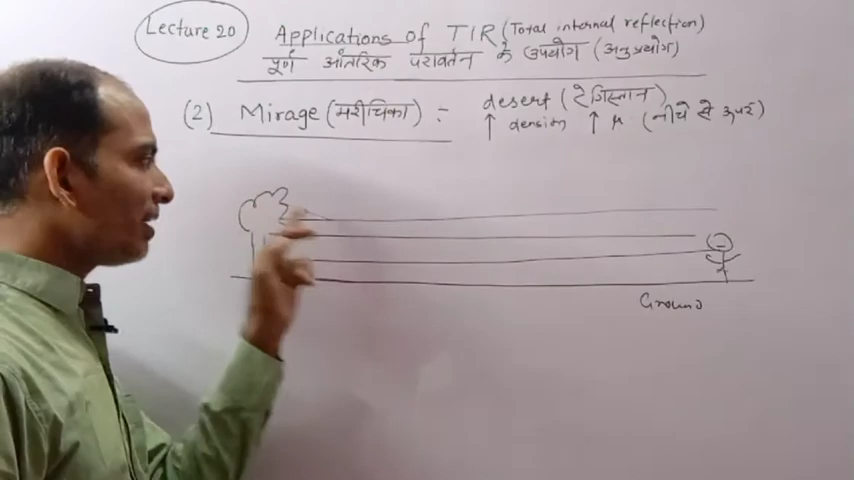 Lecture 20
Applications of TIR (Total internal reflection)
पूर्ण आंतरिक परावर्तन के उपयोग (अनुप्रयोग)
(2) Mirage (मरीचिका) :- desert (रेगिस्तान)
↑ densim ↑ μ (नीचे से ऊपर)
Ground